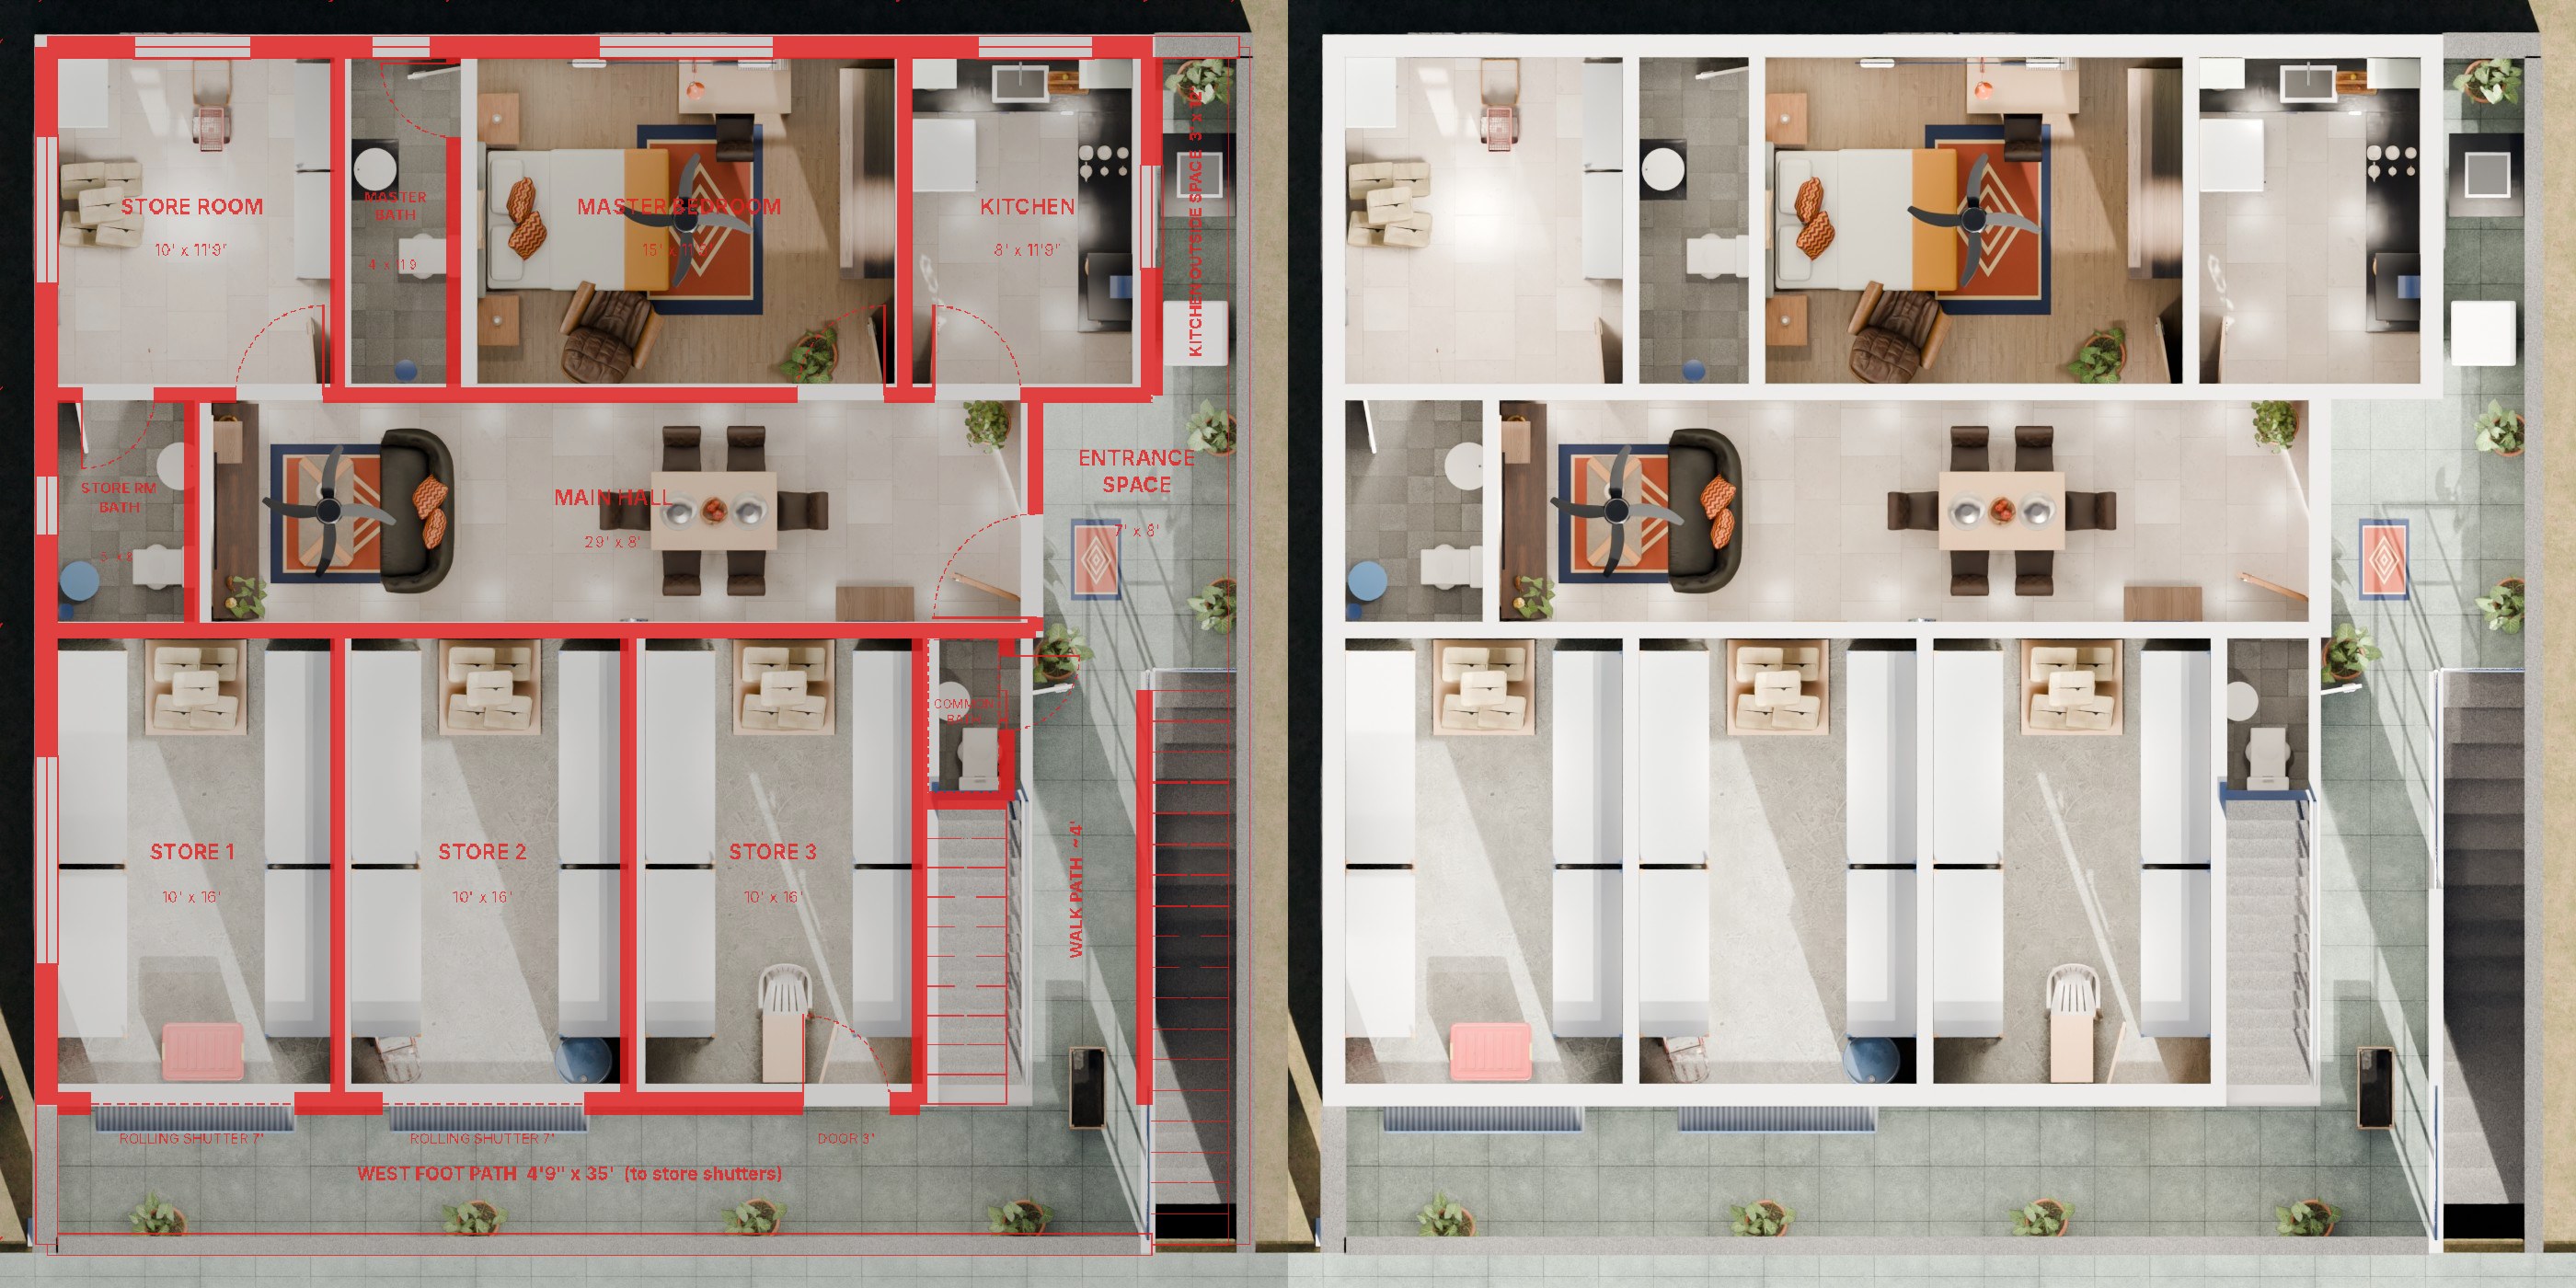 STORE ROOM
10' x 11'9"
MASTER
BATH
4' x 11'9
MASTER BEDROOM
15' x 11'9"
KITCHEN
8' x 11'9"
KITCHEN OUTSIDE SPACE 3' x
STORE RM
BATH
5' x 8'
MAIN HALL
29' x 8'
ENTRANCE
SPACE
7' x 8'
STORE 1
10' x 16'
STORE 2
10' x 16'
STORE 3
10' x 16'
COMMON
BATH
WALK PATH ~4'
ROLLING SHUTTER 7'
ROLLING SHUTTER 7'
DOOR 3'
WEST FOOT PATH 4'9" x 35' (to store shutters)